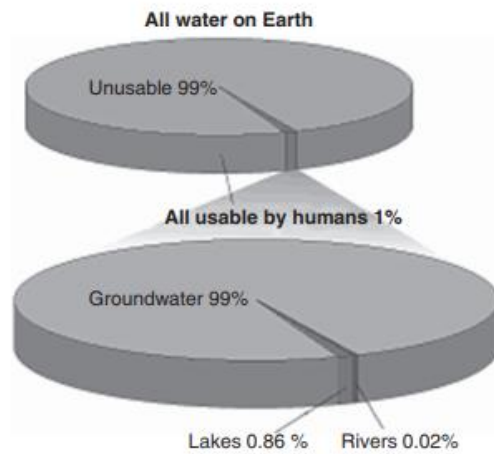 All water on Earth
Unusable 99%
All usable by humans 1%
Groundwater 99%
Lakes 0.86 %
Rivers 0.02%